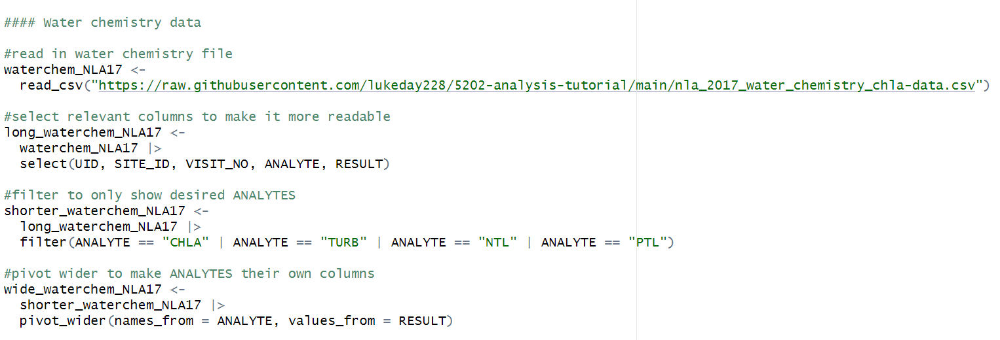 #### Water chemistry data
#read in water chemistry file
waterchem_NLA17 <-
read_csv("https://raw.githubusercontent.com/lukeday228/5202-analysis-tutorial/main/nla_2017_water_chemistry_chla-data.csv")
#select relevant columns to make it more readable
long_waterchem_NLA17 <-
waterchem_NLA17 |>
select(UID, SITE_ID, VISIT_NO, ANALYTE, RESULT)
#filter to only show desired ANALYTES
shorter_waterchem_NLA17 <-
long_waterchem_NLA17 |>
filter(ANALYTE == "CHLA" | ANALYTE == "TURB" | ANALYTE == "NTL" | ANALYTE == "PTL")
#pivot wider to make ANALYTES their own columns
wide_waterchem_NLA17 <-
shorter_waterchem_NLA17 |>
pivot_wider(names_from = ANALYTE, values_from = RESULT)